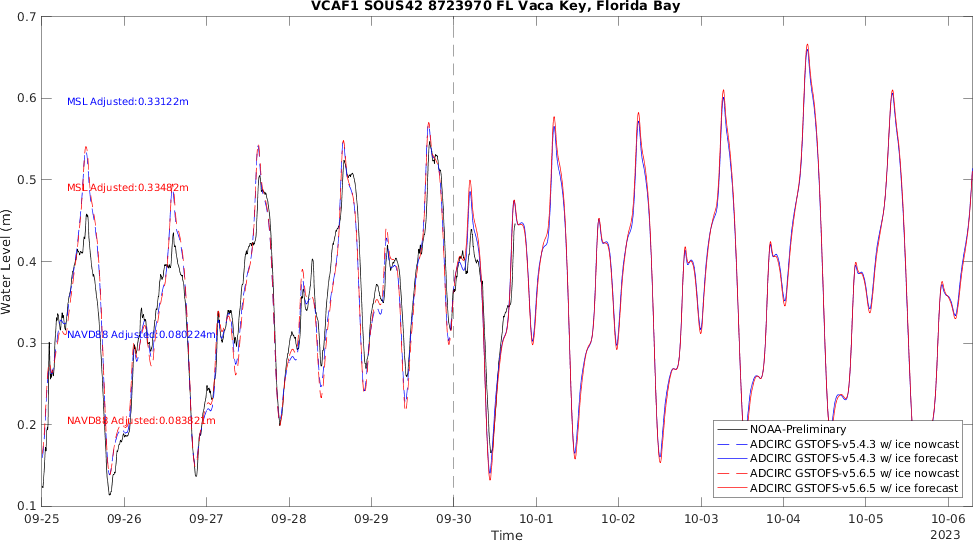 VCAF1 SOUS42 8723970 FL Vaca Key, Florida Bay
0.7
0.6
0.5
0.4
0.3
0.2
0.1
Water Level (m)
MSL Adjusted:0.33122m
MSL Adjusted:0.33482m
NAVD88 Adjusted:0.080224m
NAVD88 Adjusted:0.083821m
NOAA-Preliminary
ADCIRC GSTOFS-v5.4.3 w/ ice nowcast
ADCIRC GSTOFS-v5.4.3 w/ ice forecast
ADCIRC GSTOFS-v5.6.5 w/ ice nowcast
ADCIRC GSTOFS-v5.6.5 w/ ice forecast
09-25 09-26 09-27 09-28 09-29 09-30 10-01 10-02 10-03 10-04 10-05 10-06
2023
Time